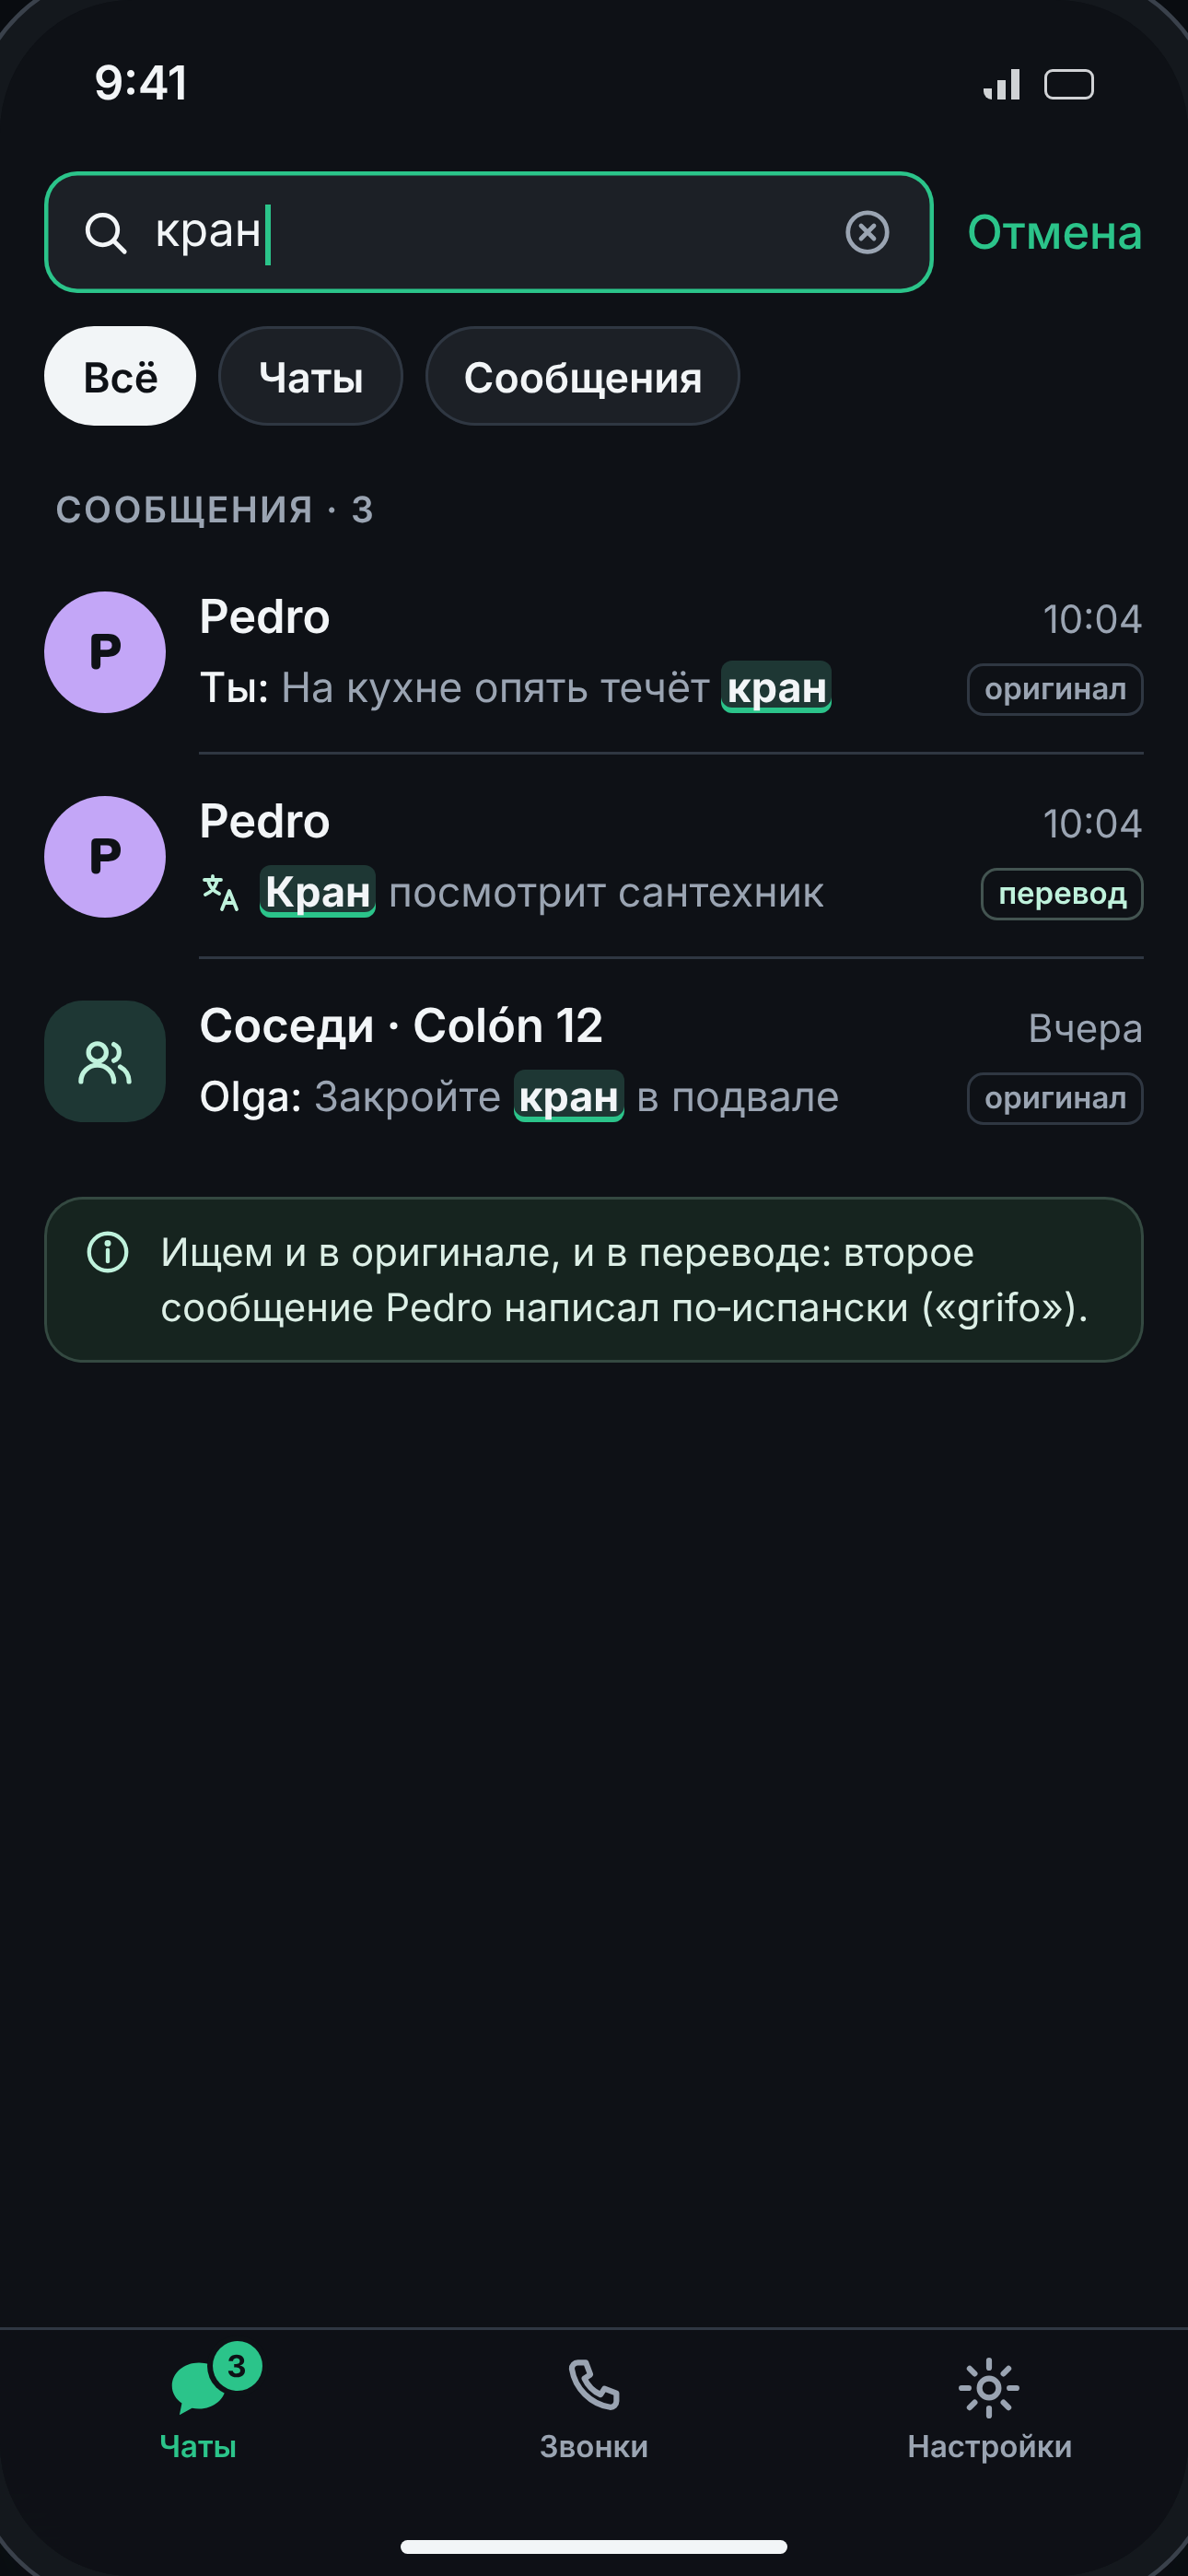 9:41
кран
Отмена
Всё
Чаты
Сообщения
СООБЩЕНИЯ · 3
P
Pedro
10:04
Ты: На кухне опять течёт кран
оригинал
P
Pedro
10:04
Кран посмотрит сантехник
перевод
Соседи · Colón 12
Вчера
Olga: Закройте кран в подвале
оригинал
Ищем и в оригинале, и в переводе: второе
сообщение Pedro написал по-испански («grifo»).
3
Чаты
Звонки
Настройки